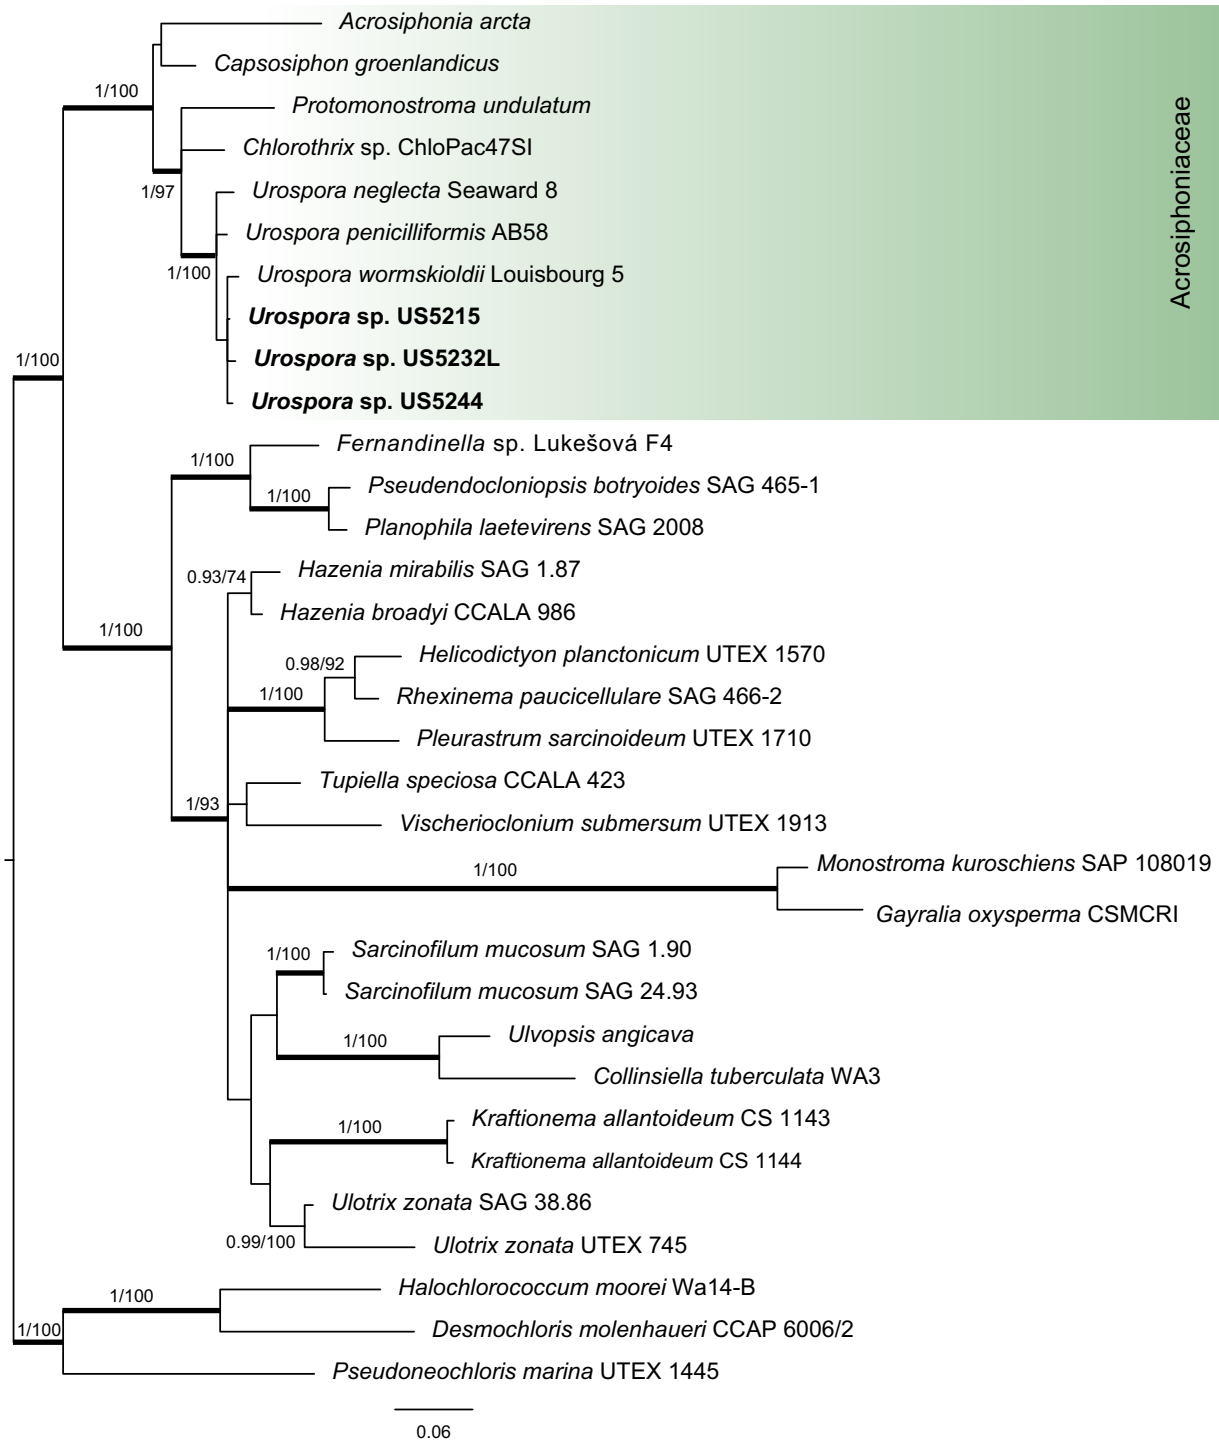 Acrosiphonia arcta
Capsosiphon groenlandicus
1/100
Protomonostroma undulatum
Chlorothrix sp. ChloPac47SI
1/97
Urospora neglecta Seaward 8
Urospora penicilliformis AB58
1/100
Urospora wormskioldii Louisbourg 5
Urospora sp. US5215
Urospora sp. US5232L
Urospora sp. US5244
Acrosiphoniaceae
1/100
Fernandinella sp. Lukešová F4
1/100
Pseudendocloniopsis botryoides SAG 465-1
1/100
Planophila laetevirens SAG 2008
Hazenia mirabilis SAG 1.87
0.93/74
Hazenia broadyi CCALA 986
1/100
Helicodictyon planctonicum UTEX 1570
0.98/92
Rhexinema paucicellulare SAG 466-2
1/100
Pleurastrum sarcinoideum UTEX 1710
Tupiella speciosa CCALA 423
1/93
Vischerioclonium submersum UTEX 1913
Monostroma kuroschiens SAP 108019
1/100
Gayralia oxysperma CSMCRI
Sarcinofilum mucosum SAG 1.90
1/100
Sarcinofilum mucosum SAG 24.93
Ulvopsis angicava
1/100
Collinsiella tuberculata WA3
Kraftionema allantoideum CS 1143
1/100
Kraftionema allantoideum CS 1144
Ulotrix zonata SAG 38.86
0.99/100
Ulotrix zonata UTEX 745
Halochlorococcum moorei Wa14-B
1/100
Desmochloris molenhaueri CCAP 6006/2
1/100
Pseudoneochloris marina UTEX 1445
0.06